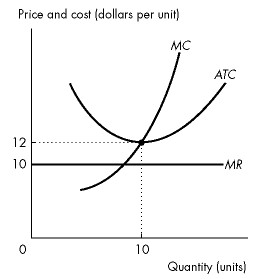 Price and cost (dollars per unit)
MC
ATC
12
10
MR
0
10
Quantity (units)